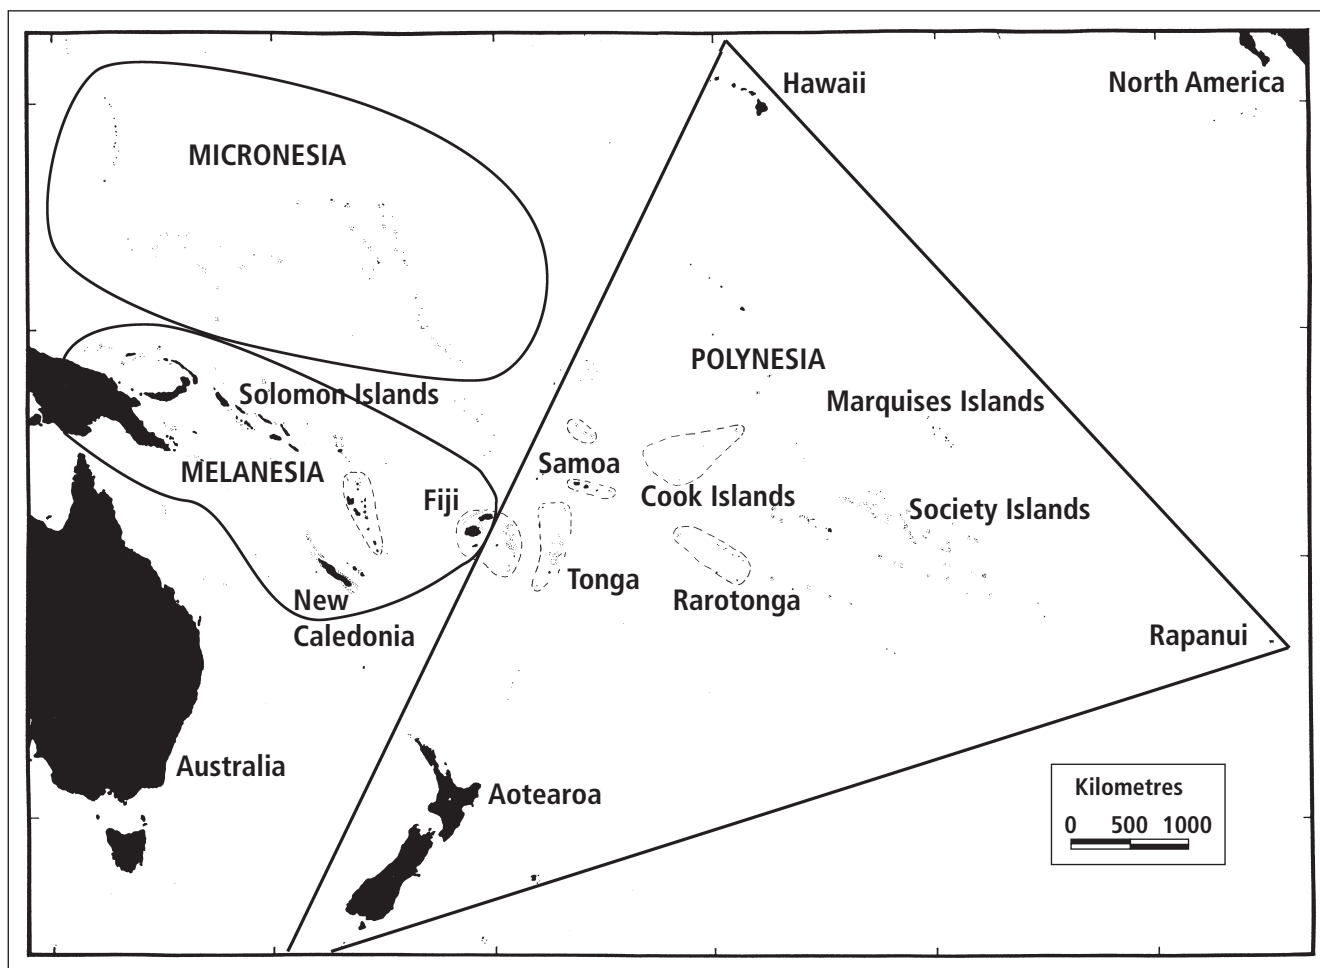 Hawaii
North America
MICRONESIA
POLYNESIA
Solomon Islands
Marquises Islands
MELANESIA
Samoa
Fiji
Cook Islands
Society Islands
Tonga
Rarotonga
New
Caledonia
Rapanui
Australia
Aotearoa
Kilometres
0 500 1000